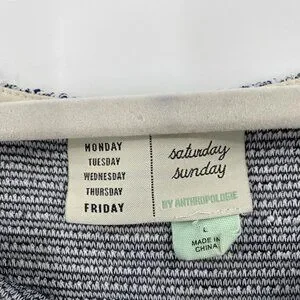 MONDAY
TUESDAY
WEDNESDAY
THURSDAY
FRIDAY
saturday
sunday
BY ANTHROPOLOGIE
L
MADE IN
CHINA